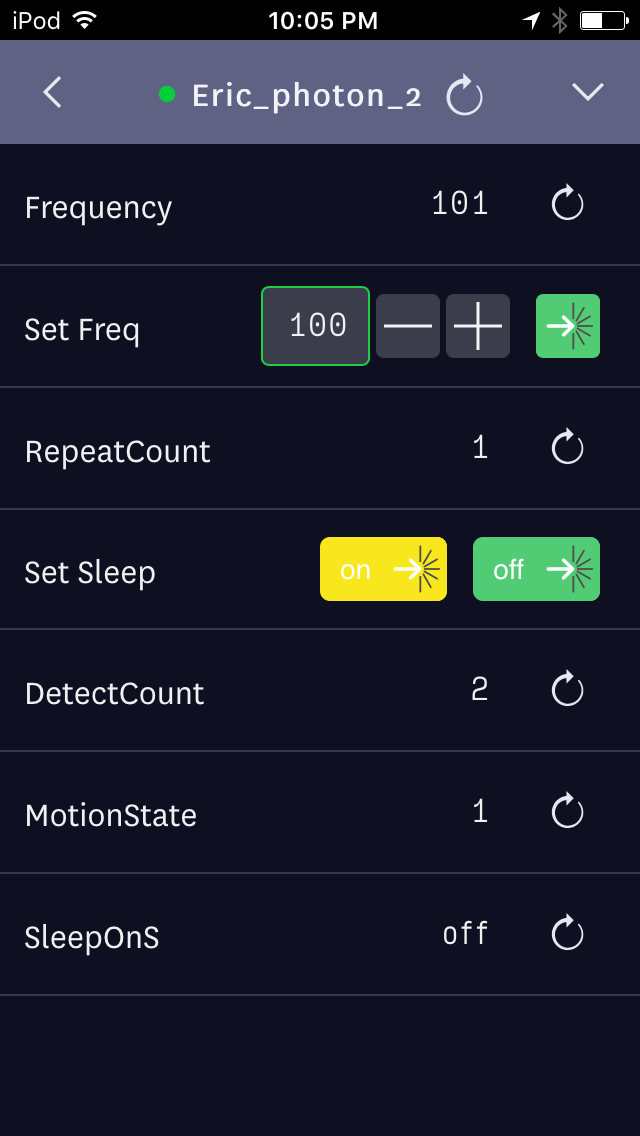 iPod 10:05 PM
Eric_photon_2
Frequency 101
Set Freq 100
RepeatCount 1
Set Sleep on off
DetectCount 2
MotionState 1
SleepOnS off